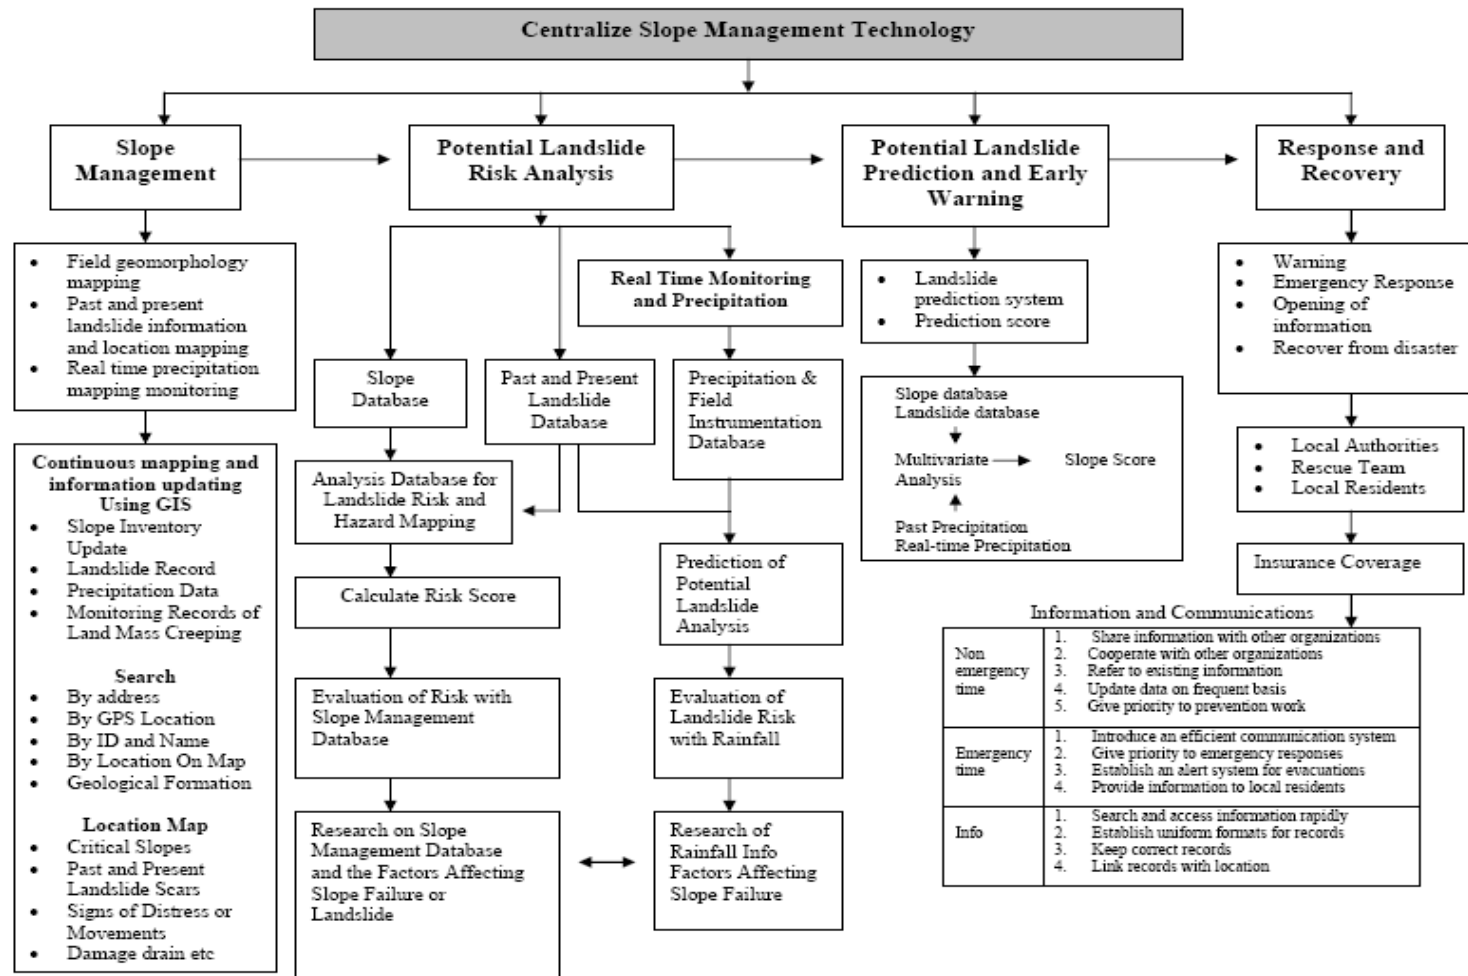 Centralize Slope Management Technology
Slope
Management
Potential Landslide
Risk Analysis
Potential Landslide
Prediction and Early
Warning
Response and
Recovery
• Field geomorphology
mapping
• Past and present
landslide information
and location mapping
• Real time precipitation
mapping monitoring
Continuous mapping and
information updating
Using GIS
• Slope Inventory
Update
• Landslide Record
• Precipitation Data
• Monitoring Records of
Land Mass Creeping
Search
• By address
• By GPS Location
• By ID and Name
• By Location On Map
• Geological Formation
Location Map
• Critical Slopes
• Past and Present
Landslide Scars
• Signs of Distress or
Movements
• Damage drain etc
Real Time Monitoring
and Precipitation
Slope
Database
Past and Present
Landslide
Database
Precipitation &
Field
Instrumentation
Database
Analysis Database for
Landslide Risk and
Hazard Mapping
Calculate Risk Score
Evaluation of Risk with
Slope Management
Database
Research on Slope
Management Database
and the Factors Affecting
Slope Failure or
Landslide
Prediction of
Potential
Landslide
Analysis
Evaluation of
Landslide Risk
with Rainfall
Research of
Rainfall Info
Factors Affecting
Slope Failure
• Landslide
prediction system
• Prediction score
Slope database
Landslide database
Multivariate
Analysis
Slope Score
Past Precipitation
Real-time Precipitation
• Warning
• Emergency Response
• Opening of
information
• Recover from disaster
• Local Authorities
• Rescue Team
• Local Residents
Insurance Coverage
Information and Communications
Non
emergency
time
1. Share information with other organizations
2. Cooperate with other organizations
3. Refer to existing information
4. Update data on frequent basis
5. Give priority to prevention work
Emergency
time
1. Introduce an efficient communication system
2. Give priority to emergency responses
3. Establish an alert system for evacuations
4. Provide information to local residents
Info
1. Search and access information rapidly
2. Establish uniform formats for records
3. Keep correct records
4. Link records with location